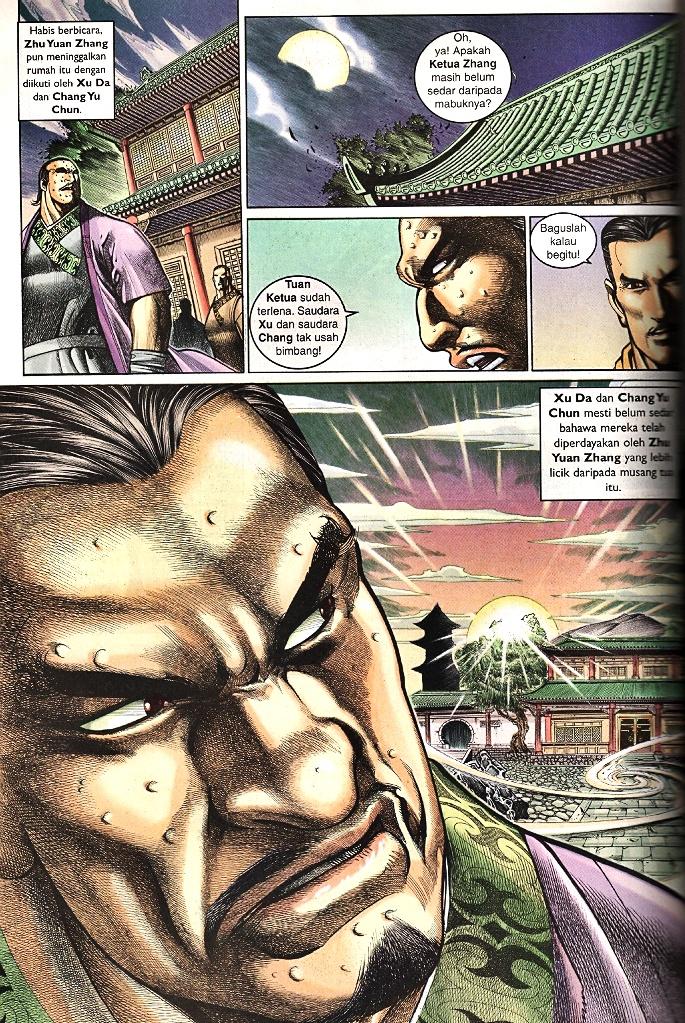 Habis berbicara,
Zhu Yuan Zhang
pun meninggalkan
rumah itu dengan
diikuti oleh Xu Da
dan Chang Yu
Chun.
Oh,
ya! Apakah
Ketua Zhang
masih belum
sedar daripada
mabuknya?
Tuan
Ketua sudah
terlena. Saudara
Xu dan saudara
Chang tak usah
bimbang!
Baguslah
kalau
begitu!
Xu Da dan Chang Yu
Chun mesti belum sedar
bahawa mereka telah
diperdayakan oleh Zhu
Yuan Zhang yang lebih
licik daripada musang tua
itu.